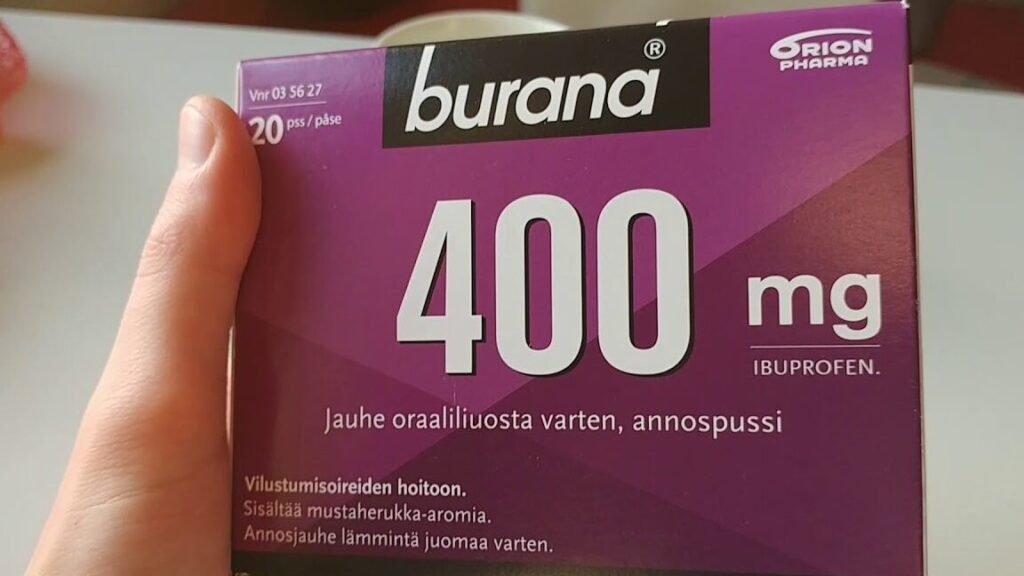 Vnr 03 56 27
20 pss / påse
burana®
ORION
PHARMA
400
mg
IBUPROFEN.
Jauhe oraaliliuosta varten, annospussi
Vilustumisoireiden hoitoon.
Sisältää mustaherukka-aromia.
Annosjauhe lämmintä juomaa varten.